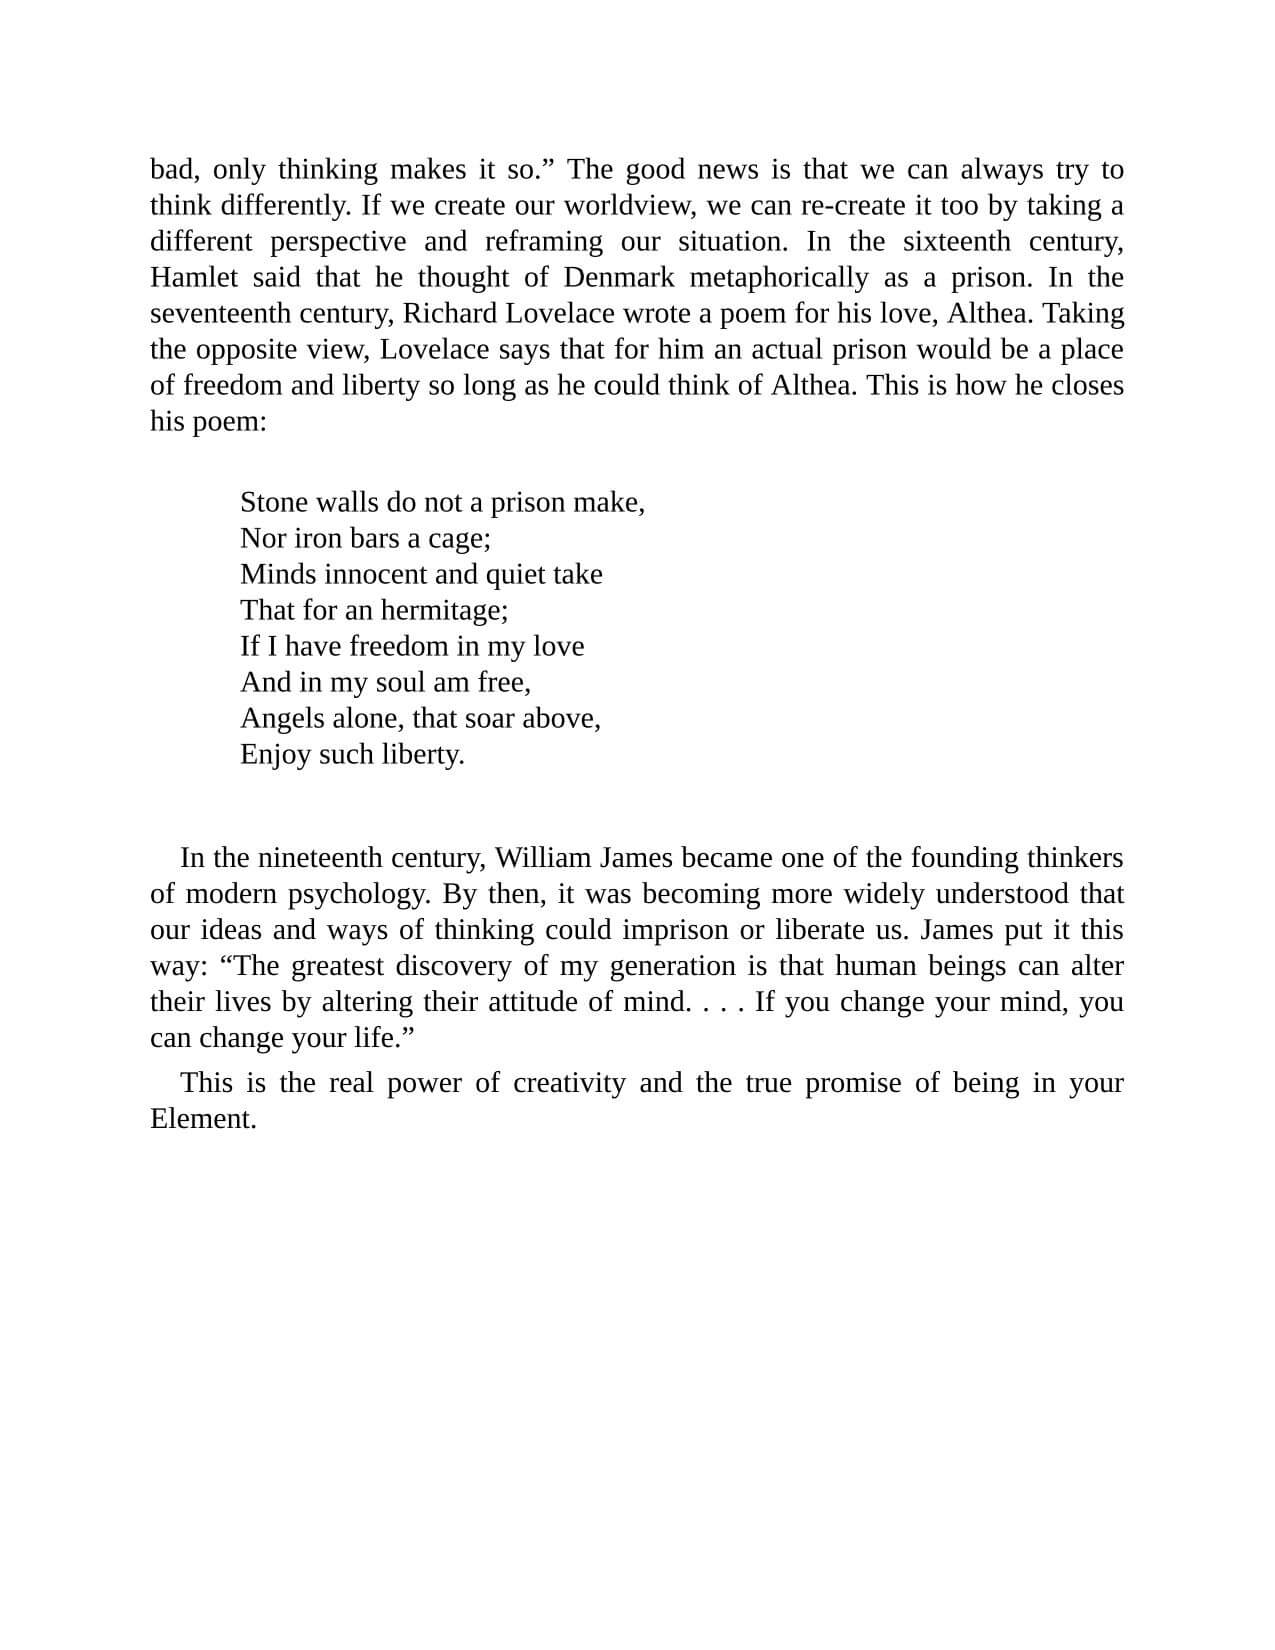 bad, only thinking makes it so.” The good news is that we can always try to
think differently. If we create our worldview, we can re-create it too by taking a
different perspective and reframing our situation. In the sixteenth century,
Hamlet said that he thought of Denmark metaphorically as a prison. In the
seventeenth century, Richard Lovelace wrote a poem for his love, Althea. Taking
the opposite view, Lovelace says that for him an actual prison would be a place
of freedom and liberty so long as he could think of Althea. This is how he closes
his poem:
Stone walls do not a prison make,
Nor iron bars a cage;
Minds innocent and quiet take
That for an hermitage;
If I have freedom in my love
And in my soul am free,
Angels alone, that soar above,
Enjoy such liberty.
In the nineteenth century, William James became one of the founding thinkers
of modern psychology. By then, it was becoming more widely understood that
our ideas and ways of thinking could imprison or liberate us. James put it this
way: “The greatest discovery of my generation is that human beings can alter
their lives by altering their attitude of mind. . . . If you change your mind, you
can change your life.”
This is the real power of creativity and the true promise of being in your
Element.